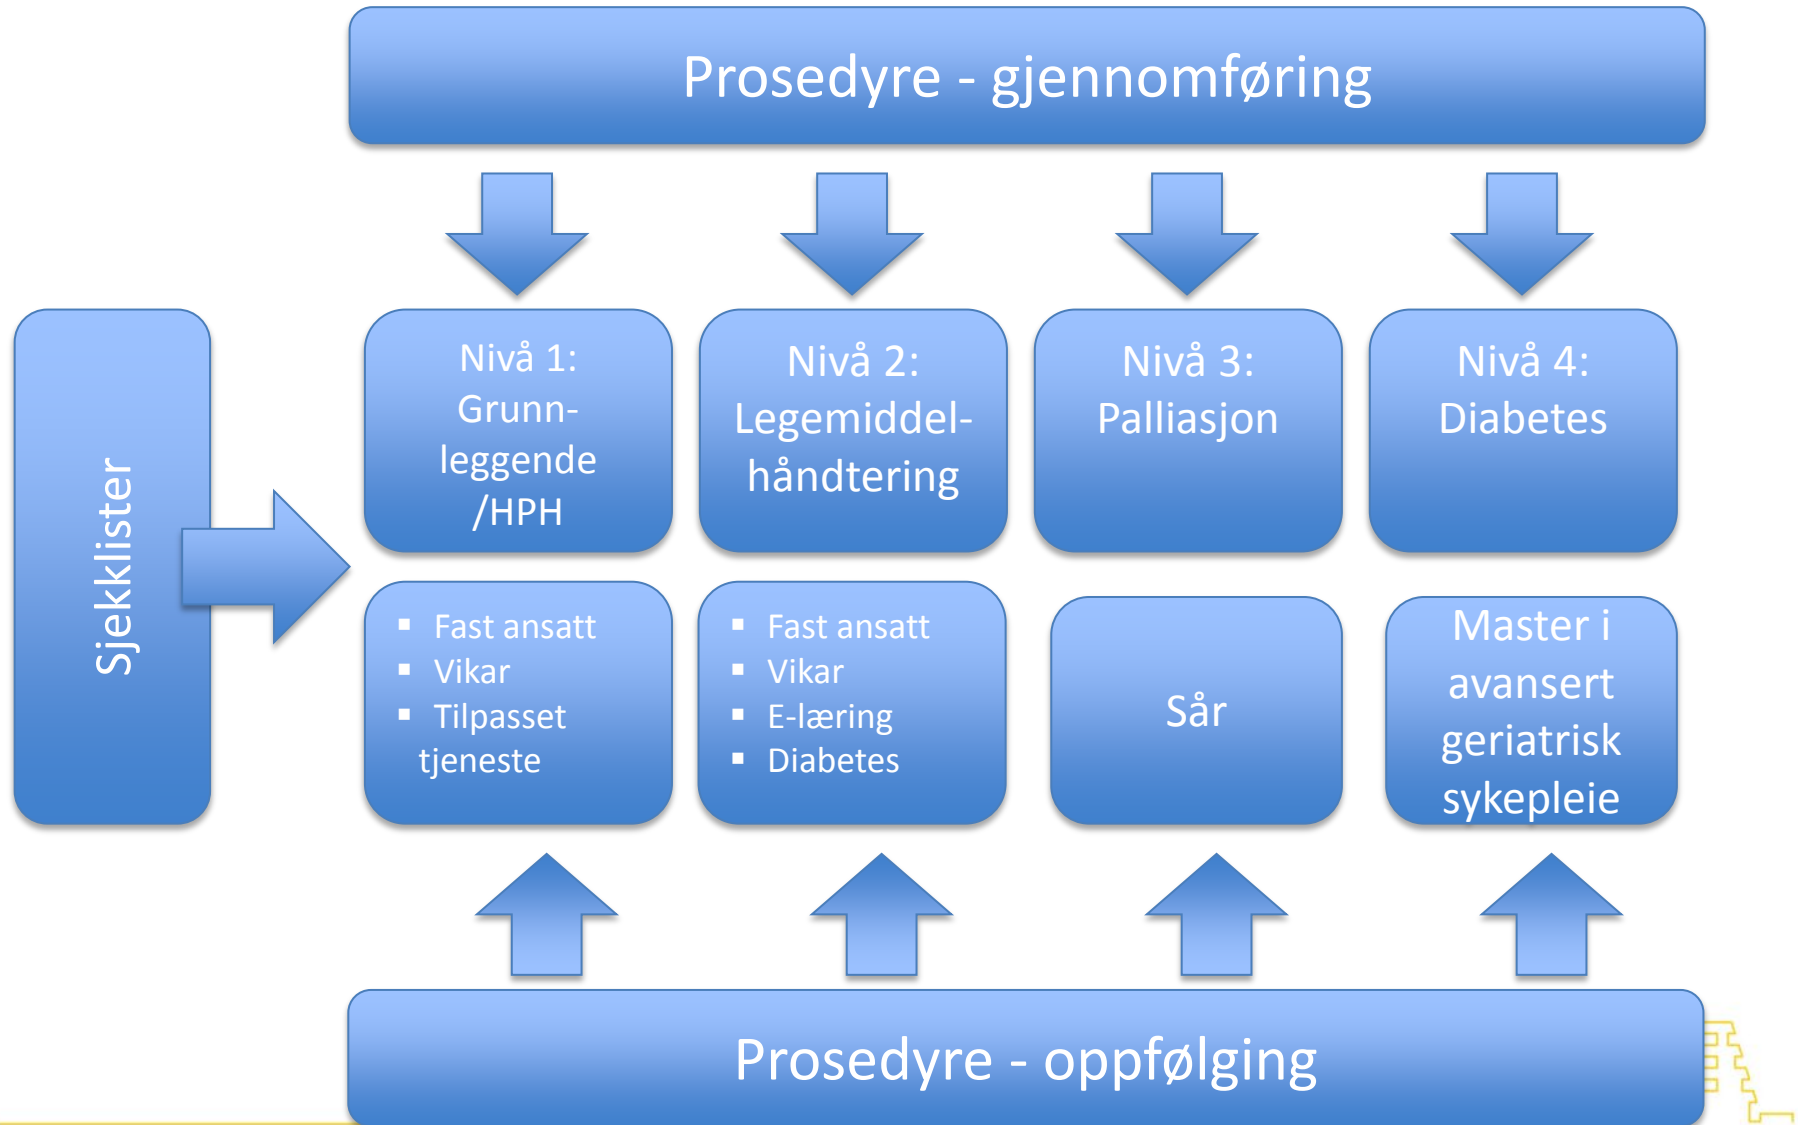 Prosedyre - gjennomføring
Sjekklister
Nivå 1:
Grunn-
leggende
/HPH
Nivå 2:
Legemiddel-
håndtering
Nivå 3:
Palliasjon
Nivå 4:
Diabetes
▪ Fast ansatt
▪ Vikar
▪ Tilpasset
tjeneste
▪ Fast ansatt
▪ Vikar
▪ E-læring
▪ Diabetes
Sår
Master i
avansert
geriatrisk
sykepleie
Prosedyre - oppfølging